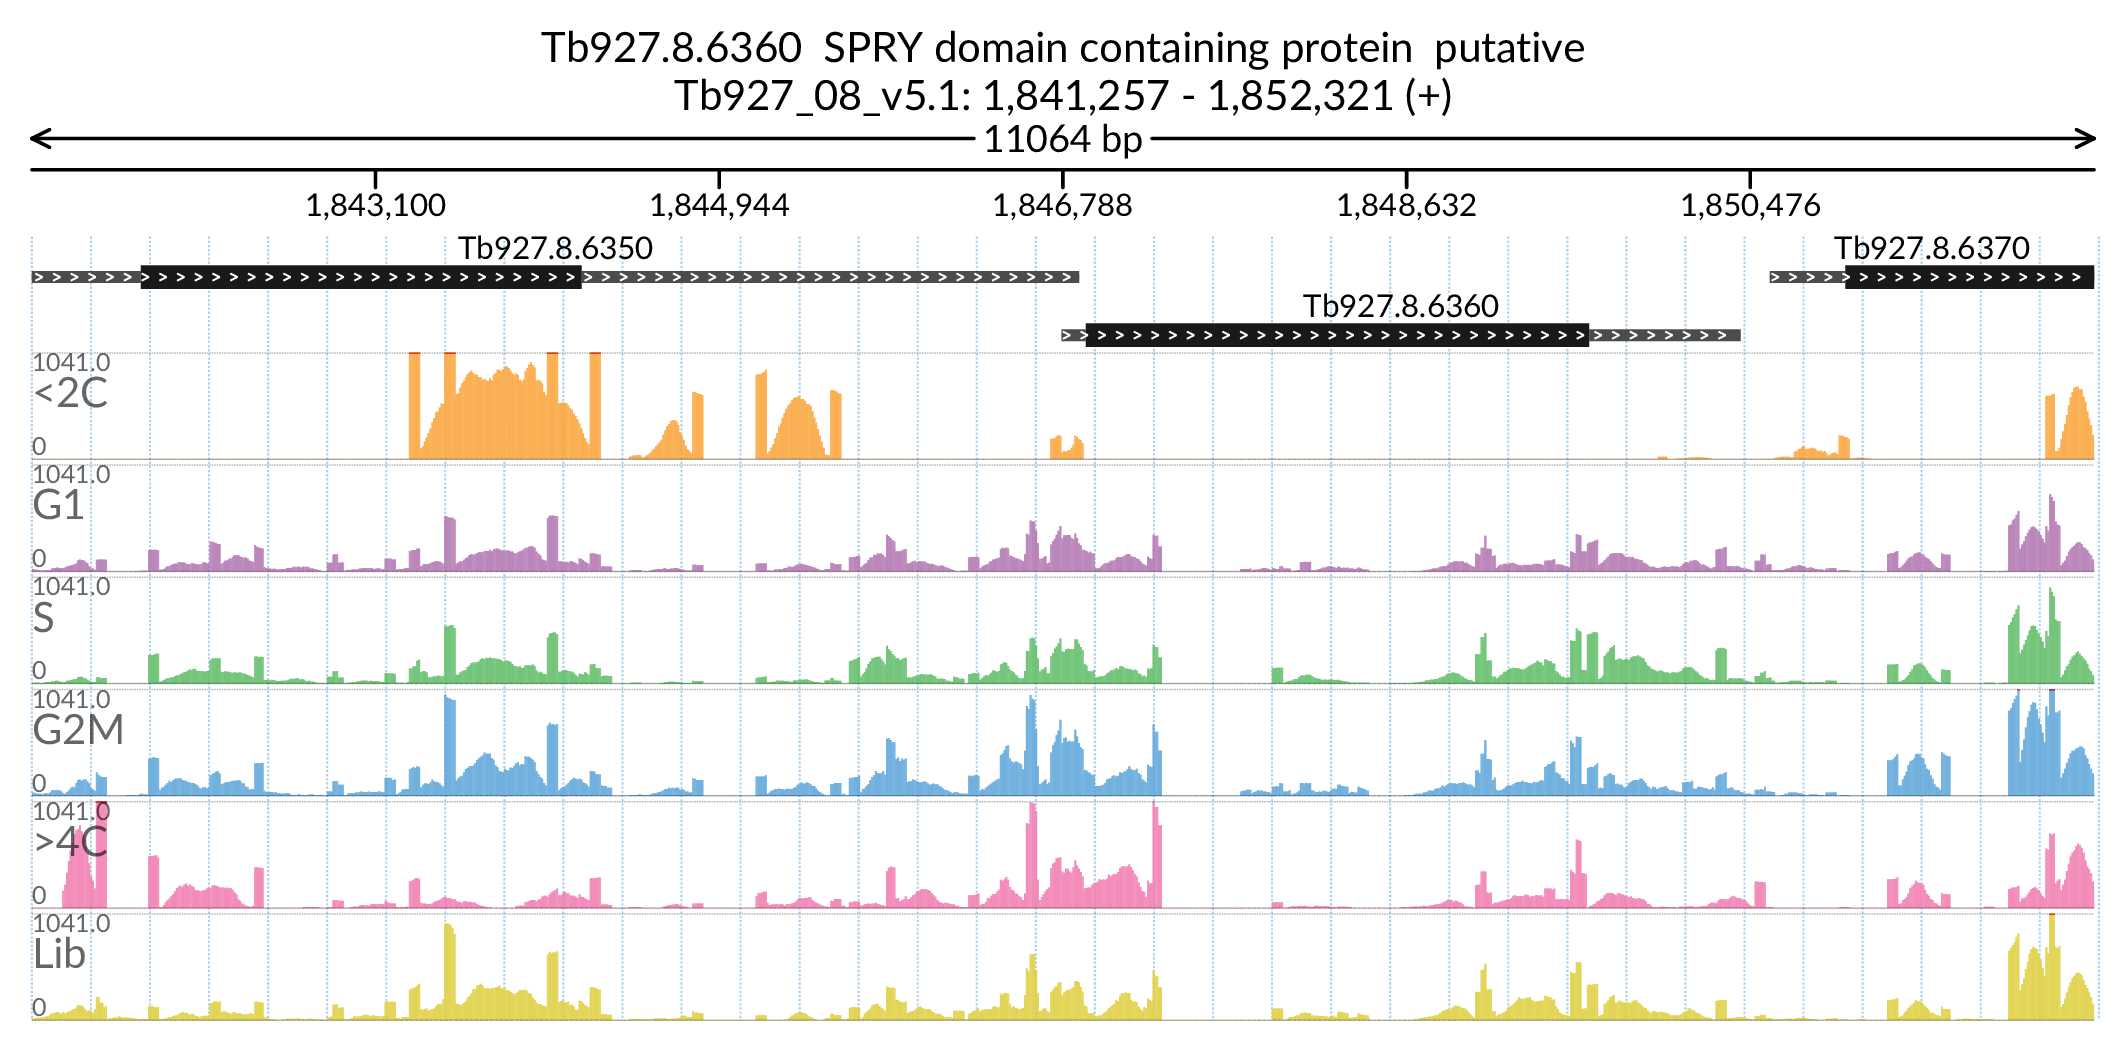 Tb927.8.6360  SPRY domain containing protein  putative
Tb927_08_v5.1: 1,841,257 - 1,852,321 (+)
11064 bp
1,843,100 1,844,944 1,846,788 1,848,632 1,850,476
Tb927.8.6350 Tb927.8.6370
Tb927.8.6360
1041.0
<2C
0
1041.0
G1
0
1041.0
S
0
1041.0
G2M
0
1041.0
>4C
0
1041.0
Lib
0